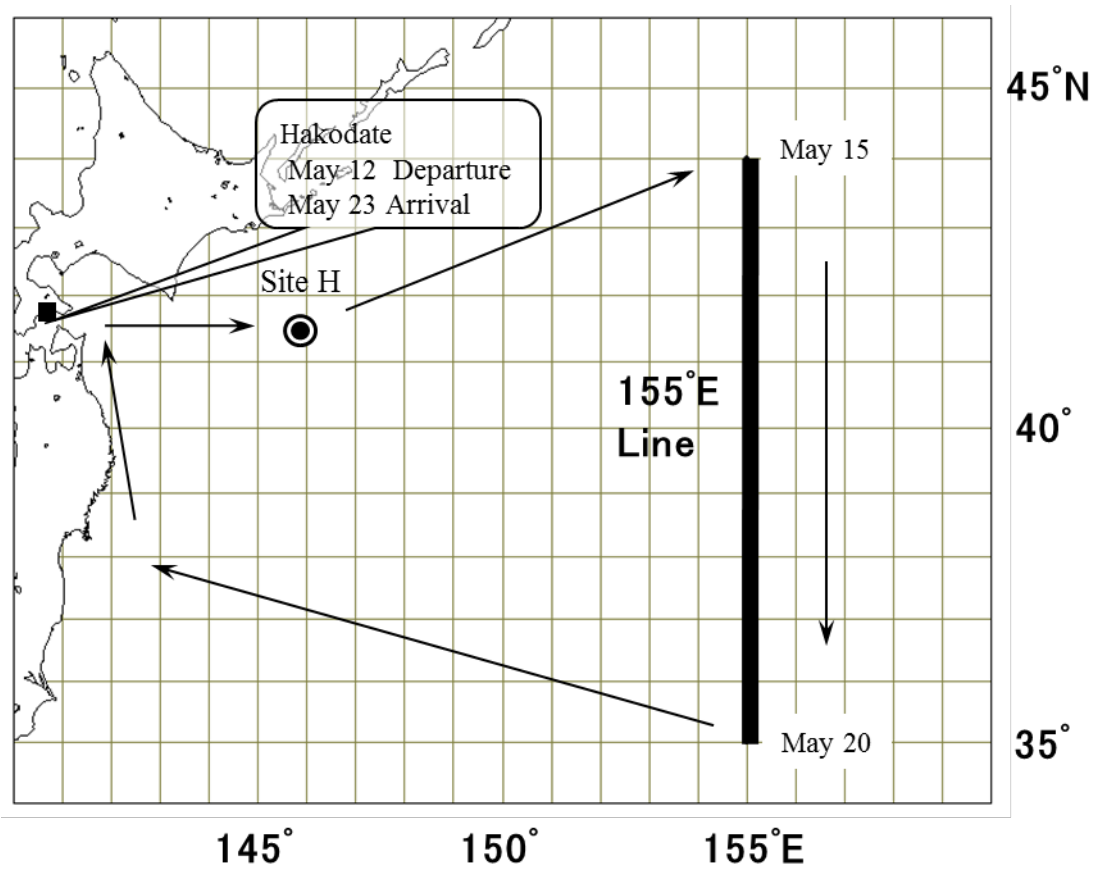 45°N
May 15
Hakodate
May 12 Departure
May 23 Arrival
Site H
155°E
Line
40°
May 20
35°
145°
150°
155°E